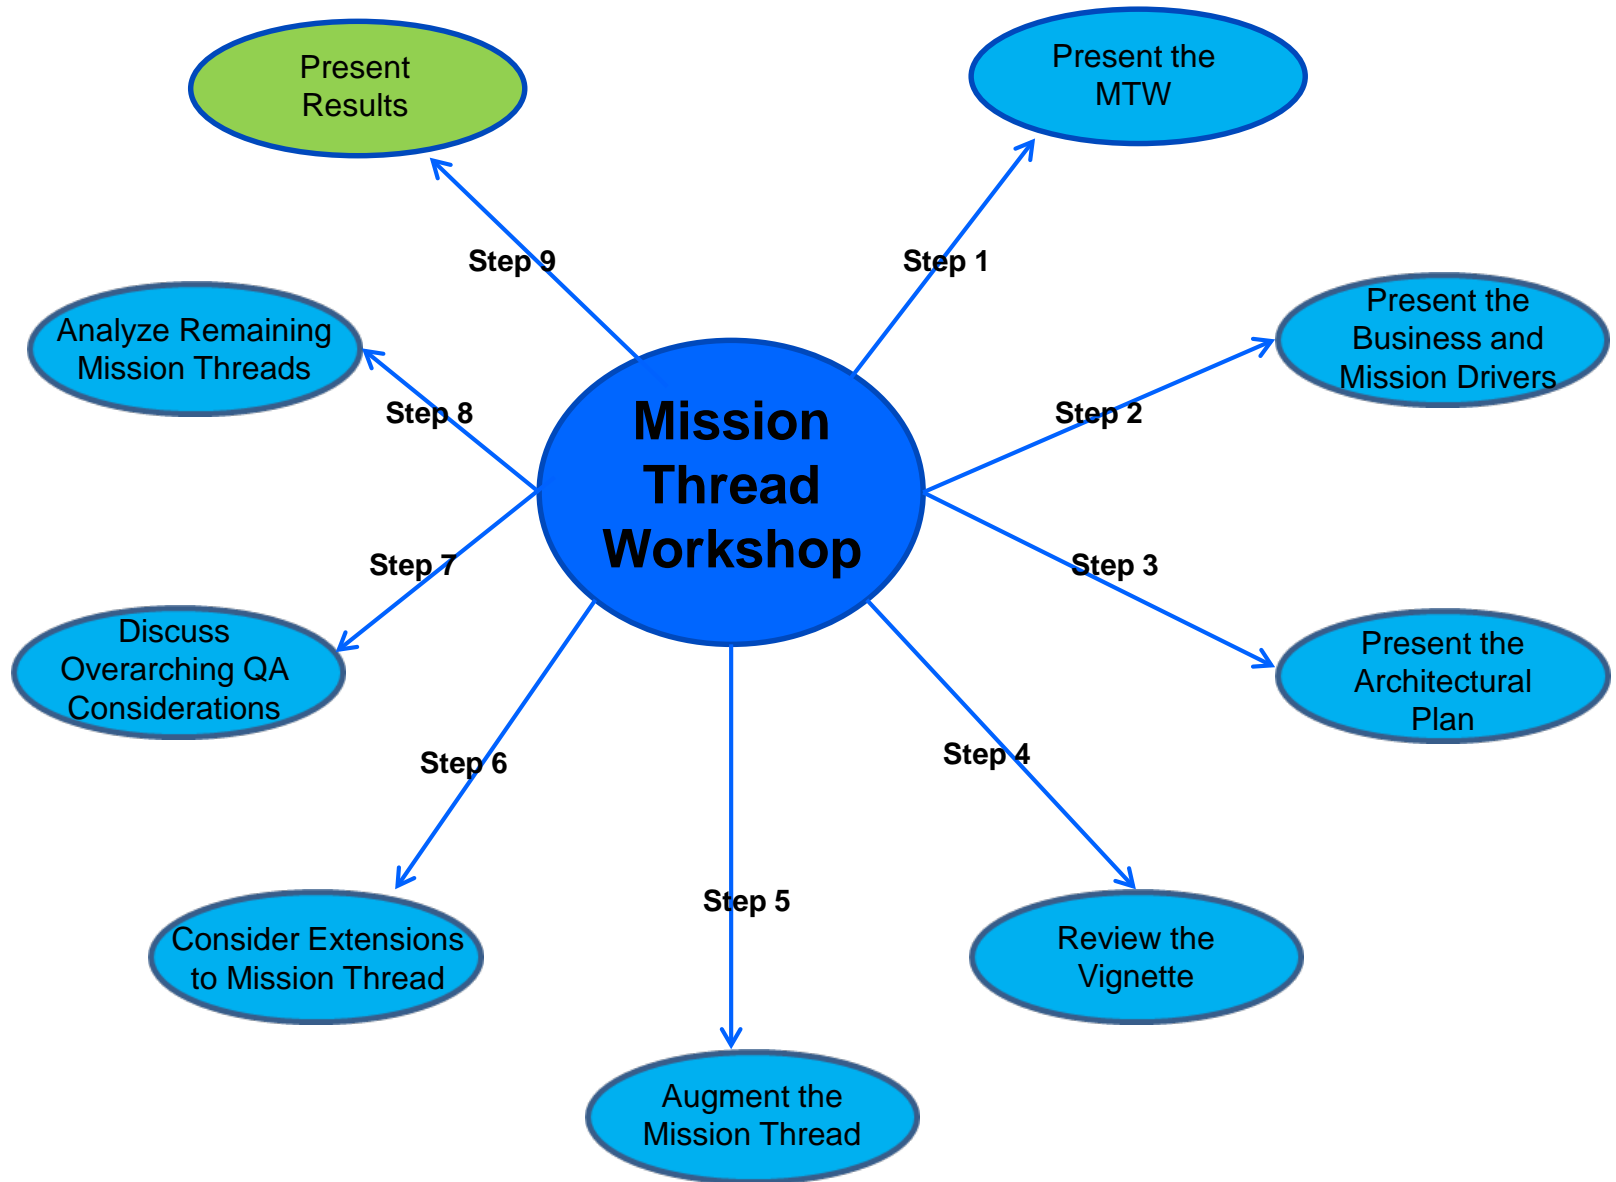 Present
Results
Present the
MTW
Step 9
Step 1
Analyze Remaining
Mission Threads
Present the
Business and
Mission Drivers
Step 8
Step 2
Mission
Thread
Workshop
Step 7
Step 3
Discuss
Overarching QA
Considerations
Present the
Architectural
Plan
Step 6
Step 4
Step 5
Consider Extensions
to Mission Thread
Review the
Vignette
Augment the
Mission Thread